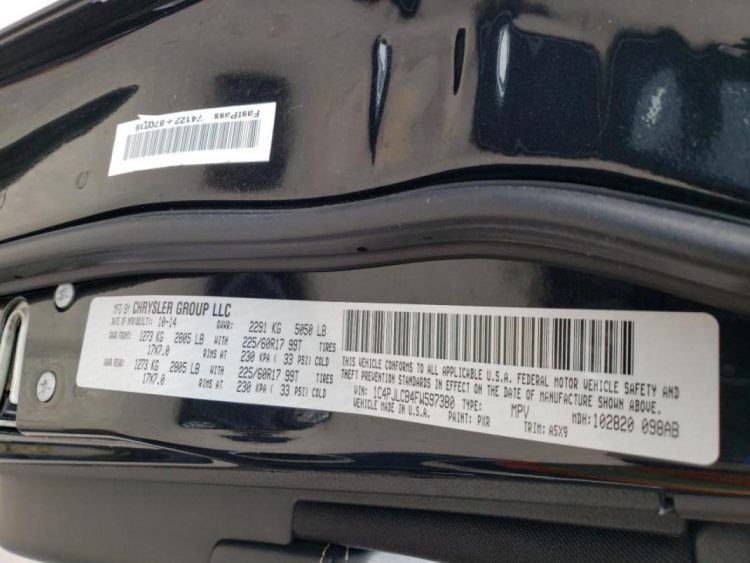 FastPass 74122+870216
MFD BY CHRYSLER GROUP LLC
DATE OF MFR(BUILT): 10-14 GVWR: 2291 KG 5050 LB
GAWR FRONT: 1273 KG 2805 LB WITH 225/60R17 99T TIRES
17X7.0 RIMS AT 230 KPA ( 33 PSI) COLD
GAWR REAR: 1273 KG 2805 LB WITH 225/60R17 99T TIRES
17X7.0 RIMS AT 230 KPA ( 33 PSI) COLD
THIS VEHICLE CONFORMS TO ALL APPLICABLE U.S.A. FEDERAL MOTOR VEHICLE SAFETY AND
THEFT PREVENTION STANDARDS IN EFFECT ON THE DATE OF MANUFACTURE SHOWN ABOVE.
VIN: 1C4PJLCB4FW597380 TYPE: MPV MDH: 102820 098AB
MADE IN U.S.A. PAINT: PXR TRIM: A5X9